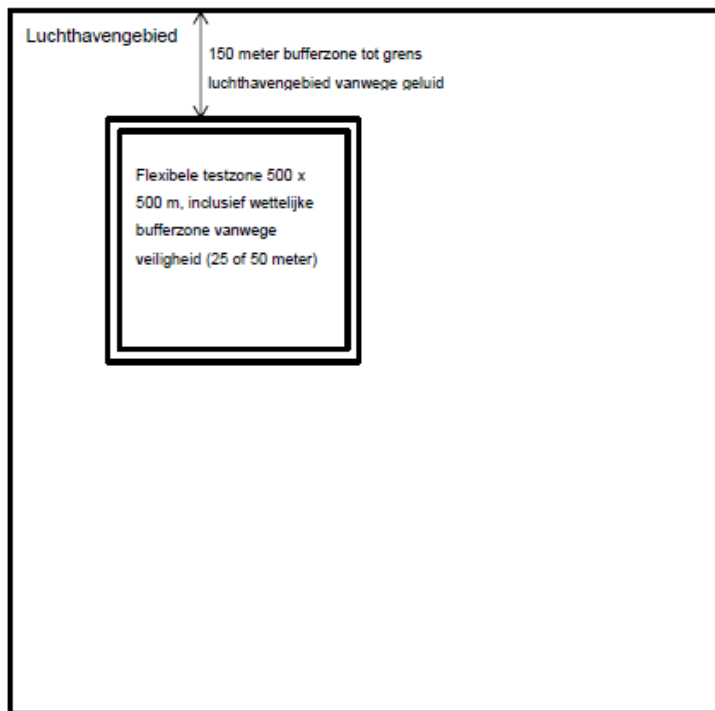 Luchthavengebied
150 meter bufferzone tot grens
luchthavengebied vanwege geluid
Flexibele testzone 500 x
500 m, inclusief wettelijke
bufferzone vanwege
veiligheid (25 of 50 meter)